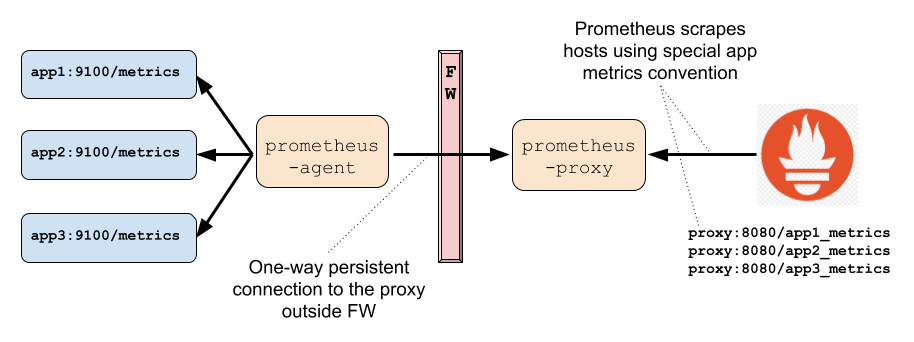 Prometheus scrapes
hosts using special app
metrics convention
app1:9100/metrics
FW
app2:9100/metrics
prometheus
-agent
prometheus
-proxy
app3:9100/metrics
proxy:8080/app1_metrics
proxy:8080/app2_metrics
proxy:8080/app3_metrics
One-way persistent
connection to the proxy
outside FW